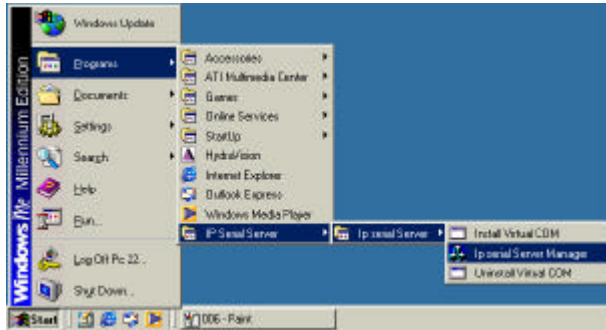 Windows Me Millennium Edition
Windows Update
Programs
Documents
Settings
Search
Help
Run...
Log Off Pc 22...
Shut Down...
Accessories
ATI Multimedia Center
Games
Online Services
StartUp
HydraVision
Internet Explorer
Outlook Express
Windows Media Player
IP Serial Server
Ip serial Server
Install Virtual COM
Ip serial Server Manager
Uninstall Virtual COM
Start
006 - Paint